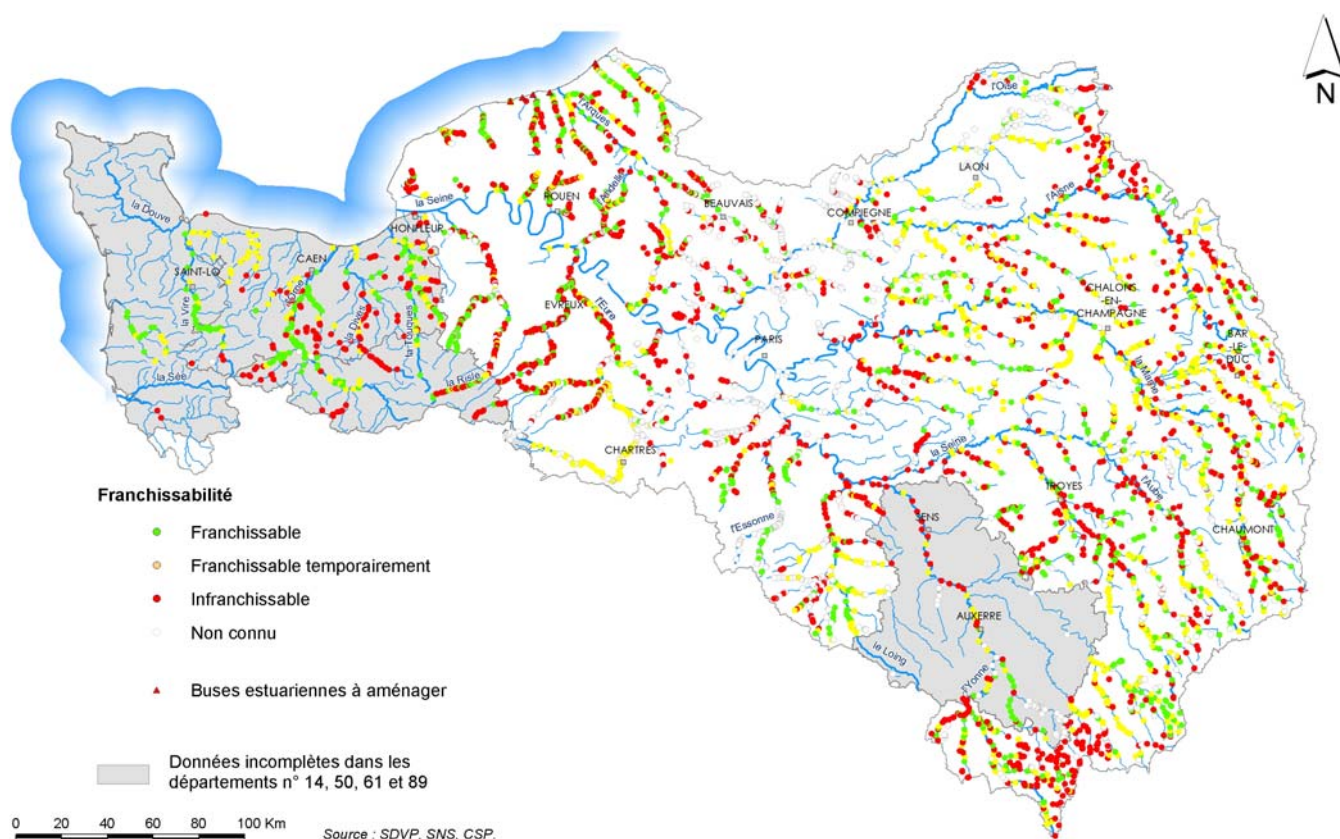 N
l'Oise
l'Arques
LAON
la Seine
ROUEN
l'Andelle
BEAUVAIS
COMPIEGNE
l'Aisne
la Douve
HONFLEUR
SAINT-LO
CAEN
l'Orne
la Vire
la Dives
la Touques
EVREUX
l'Eure
CHALONS
-EN-
CHAMPAGNE
PARIS
BAR
-LE-
DUC
la Sée
la Risle
la Marne
CHARTRES
la Seine
TROYES
l'Aube
l'Essonne
SENS
CHAUMONT
AUXERRE
le Loing
l'Yonne
Franchissabilité
Franchissable
Franchissable temporairement
Infranchissable
Non connu
Buses estuariennes à aménager
Données incomplètes dans les
départements n° 14, 50, 61 et 89
0 20 40 60 80 100 Km
Source : SDVP, SNS, CSP.